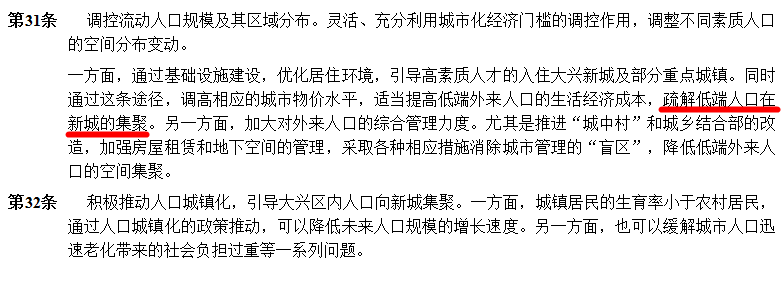 第31条 调控流动人口规模及其区域分布。灵活、充分利用城市化经济门槛的调控作用，调整不同素质人口
的空间分布变动。
一方面，通过基础设施建设，优化居住环境，引导高素质人才的入住大兴新城及部分重点城镇。同时
通过这条途径，调高相应的城市物价水平，适当提高低端外来人口的生活经济成本，疏解低端人口在
新城的集聚。另一方面，加大对外来人口的综合管理力度。尤其是推进“城中村”和城乡结合部的改
造，加强房屋租赁和地下空间的管理，采取各种相应措施消除城市管理的“盲区”，降低低端外来人
口的空间集聚。
第32条 积极推动人口城镇化，引导大兴区内人口向新城集聚。一方面，城镇居民的生育率小于农村居民，
通过人口城镇化的政策推动，可以降低未来人口规模的增长速度。另一方面，也可以缓解城市人口迅
速老化带来的社会负担过重等一系列问题。